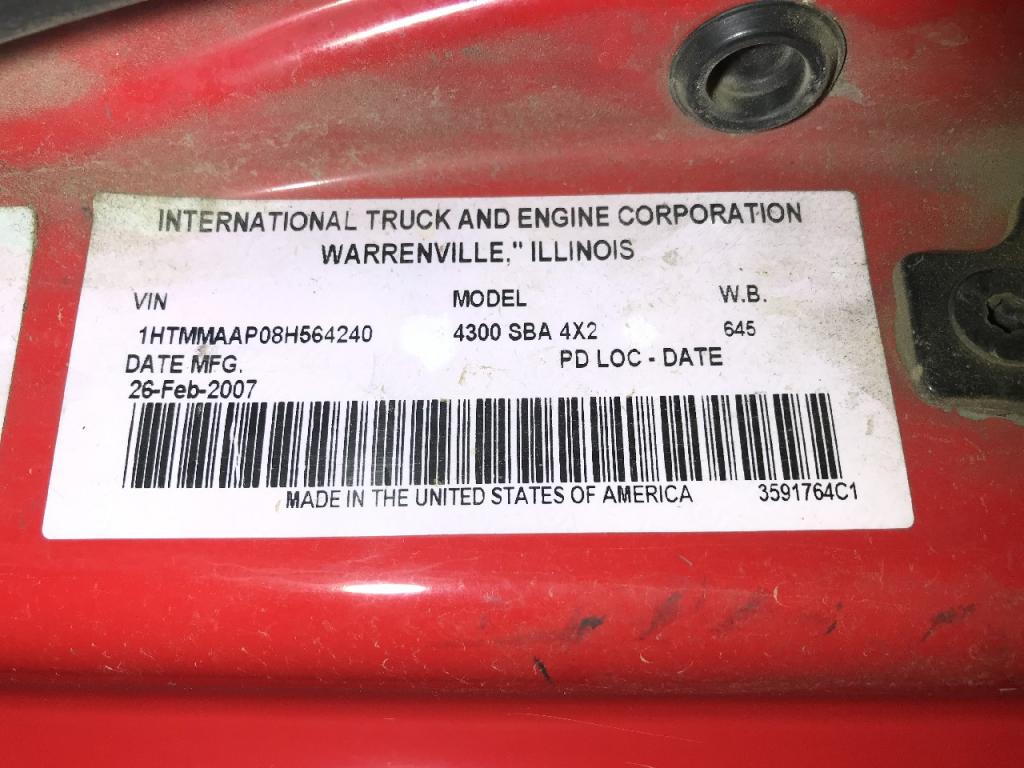 INTERNATIONAL TRUCK AND ENGINE CORPORATION
WARRENVILLE," ILLINOIS
VIN MODEL W.B.
1HTMMAAP08H564240 4300 SBA 4X2 645
DATE MFG. PD LOC - DATE
26-Feb-2007
MADE IN THE UNITED STATES OF AMERICA 3591764C1